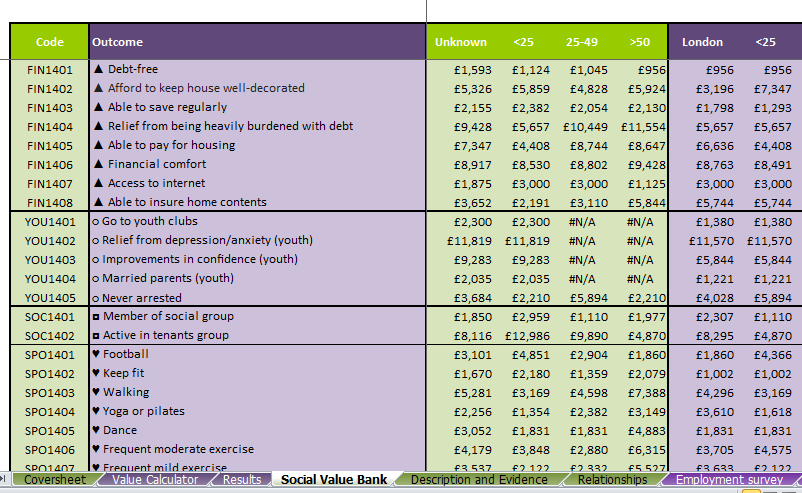 Code Outcome Unknown <25 25-49 >50 London <25
FIN1401 ▲ Debt-free £1,593 £1,124 £1,045 £956 £956 £956
FIN1402 ▲ Afford to keep house well-decorated £5,326 £5,859 £4,828 £5,924 £3,196 £7,347
FIN1403 ▲ Able to save regularly £2,155 £2,382 £2,054 £2,130 £1,798 £1,293
FIN1404 ▲ Relief from being heavily burdened with debt £9,428 £5,657 £10,449 £11,554 £5,657 £5,657
FIN1405 ▲ Able to pay for housing £7,347 £4,408 £8,744 £8,647 £6,636 £4,408
FIN1406 ▲ Financial comfort £8,917 £8,530 £8,802 £9,428 £8,763 £8,491
FIN1407 ▲ Access to internet £1,875 £3,000 £3,000 £1,125 £3,000 £3,000
FIN1408 ▲ Able to insure home contents £3,652 £2,191 £3,110 £5,844 £5,744 £5,744
YOU1401 o Go to youth clubs £2,300 £2,300 #N/A #N/A £1,380 £1,380
YOU1402 o Relief from depression/anxiety (youth) £11,819 £11,819 #N/A #N/A £11,570 £11,570
YOU1403 o Improvements in confidence (youth) £9,283 £9,283 #N/A #N/A £5,844 £5,844
YOU1404 o Married parents (youth) £2,035 £2,035 #N/A #N/A £1,221 £1,221
YOU1405 o Never arrested £3,684 £2,210 £5,894 £2,210 £4,028 £5,894
SOC1401 ◘ Member of social group £1,850 £2,959 £1,110 £1,977 £2,307 £1,110
SOC1402 ◘ Active in tenants group £8,116 £12,986 £9,890 £4,870 £8,295 £4,870
SPO1401 ♥ Football £3,101 £4,851 £2,904 £1,860 £1,860 £4,366
SPO1402 ♥ Keep fit £1,670 £2,180 £1,359 £2,079 £1,002 £1,002
SPO1403 ♥ Walking £5,281 £3,169 £4,598 £7,388 £4,296 £3,169
SPO1404 ♥ Yoga or pilates £2,256 £1,354 £2,382 £3,149 £3,610 £1,618
SPO1405 ♥ Dance £3,052 £1,831 £1,831 £4,883 £1,831 £1,831
SPO1406 ♥ Frequent moderate exercise £4,179 £3,848 £2,880 £6,315 £3,705 £4,575
SPO1407 ♥ Frequent mild exercise £3,537 £2,122 £2,332 £5,527 £3,633 £2,122
Coversheet Value Calculator Results Social Value Bank Description and Evidence Relationships Employment survey